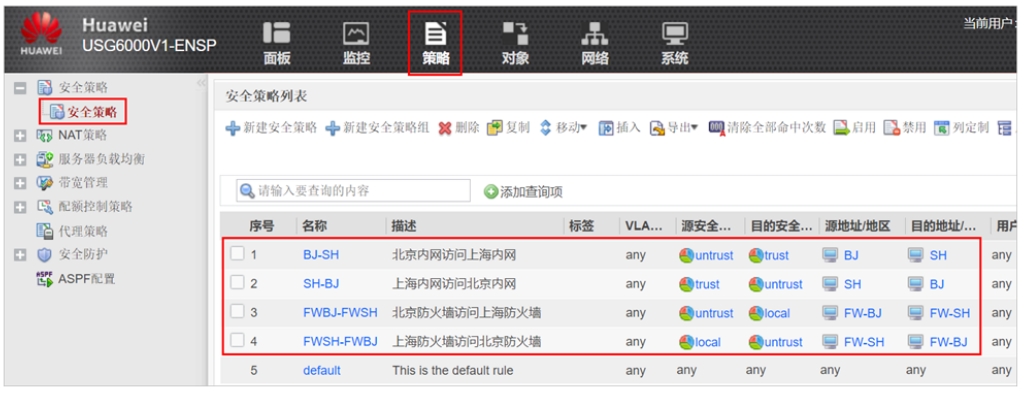 HUAWEI
Huawei
USG6000V1-ENSP
面板
监控
策略
对象
网络
系统
当前用户:
安全策略
安全策略
NAT策略
服务器负载均衡
带宽管理
配额控制策略
代理策略
安全防护
ASPF配置
安全策略列表
新建安全策略 新建安全策略组 删除 复制 移动 插入 导出 清除全部命中次数 启用 禁用 列定制
请输入要查询的内容 添加查询项
序号 名称 描述 标签 VLA... 源安全... 目的安全... 源地址/地区 目的地址/... 用户
1 BJ-SH 北京内网访问上海内网 any untrust trust BJ SH any
2 SH-BJ 上海内网访问北京内网 any trust untrust SH BJ any
3 FWBJ-FWSH 北京防火墙访问上海防火墙 any untrust local FW-BJ FW-SH any
4 FWSH-FWBJ 上海防火墙访问北京防火墙 any local untrust FW-SH FW-BJ any
5 default This is the default rule any any any any any any